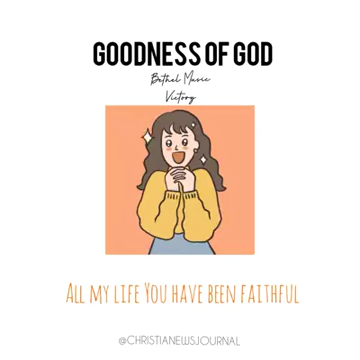 GOODNESS OF GOD
Bethel Music
Victory
ALL MY LIFE YOU HAVE BEEN FAITHFUL
@CHRISTIANEWSJOURNAL